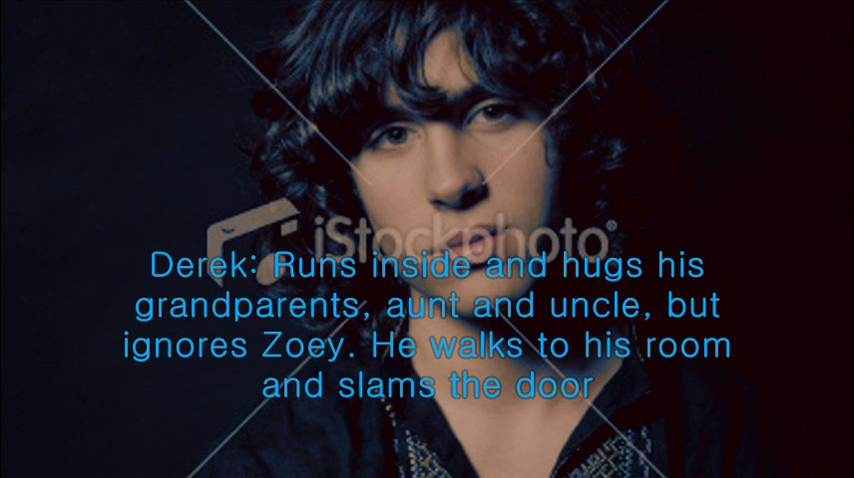 iStockphoto®
Derek: Runs inside and hugs his
grandparents, aunt and uncle, but
ignores Zoey. He walks to his room
and slams the door